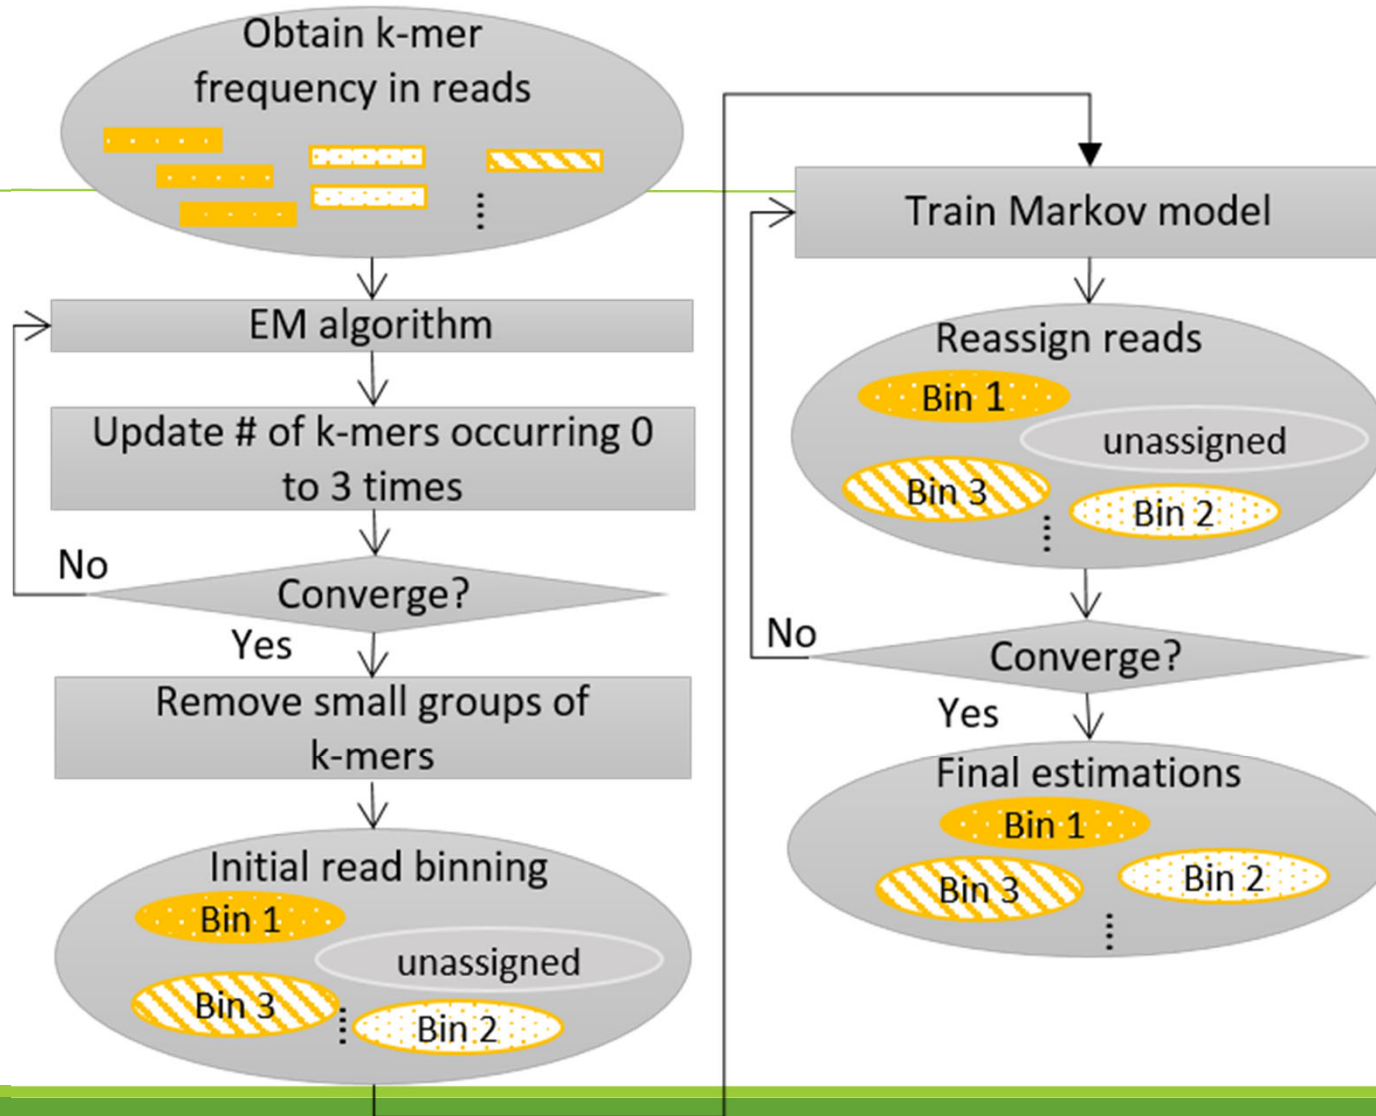 Obtain k-mer
frequency in reads
EM algorithm
Update # of k-mers occurring 0
to 3 times
No
Converge?
Yes
Remove small groups of
k-mers
Initial read binning
Bin 1
unassigned
Bin 3
Bin 2
Train Markov model
Reassign reads
Bin 1
unassigned
Bin 3
Bin 2
No
Converge?
Yes
Final estimations
Bin 1
Bin 2
Bin 3